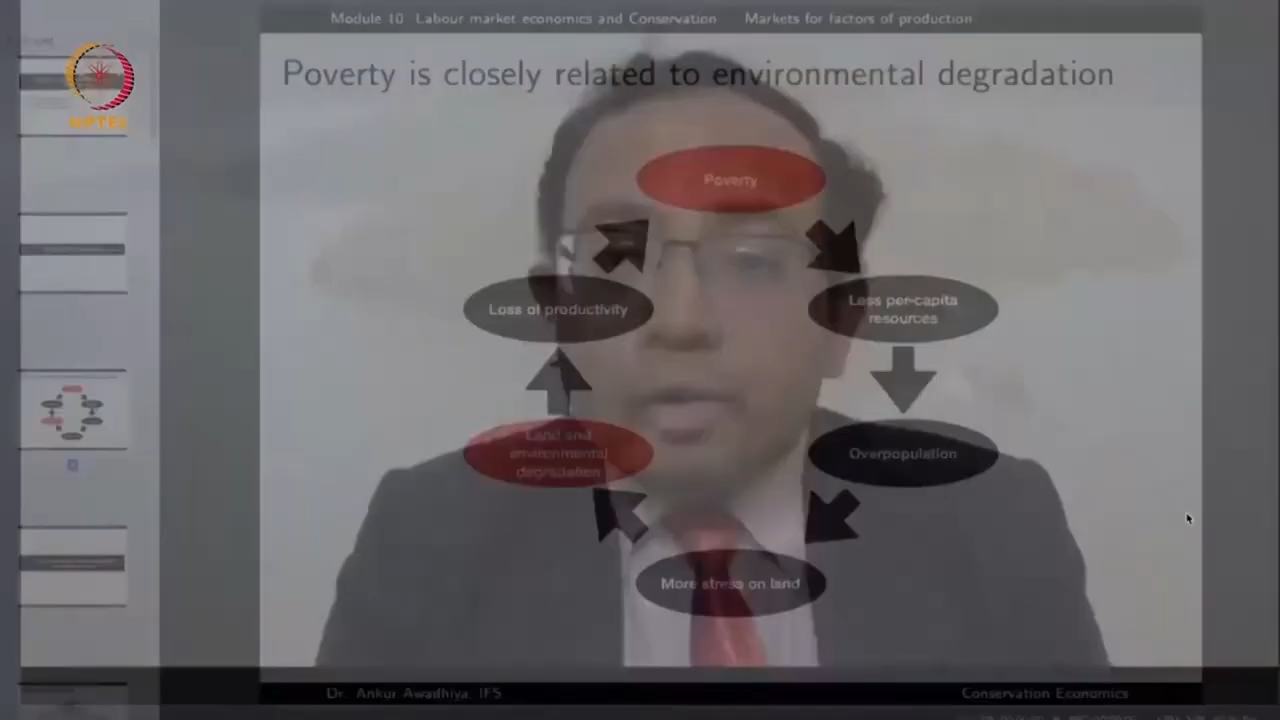 Module 10 Labour market economics and Conservation Markets for factors of production
NPTEL
Poverty is closely related to environmental degradation
Poverty
Loss of productivity
Less per-capita
resources
Land and
environmental
degradation
Overpopulation
More stress on land
Dr. Ankur Awadhiya, IFS
Conservation Economics